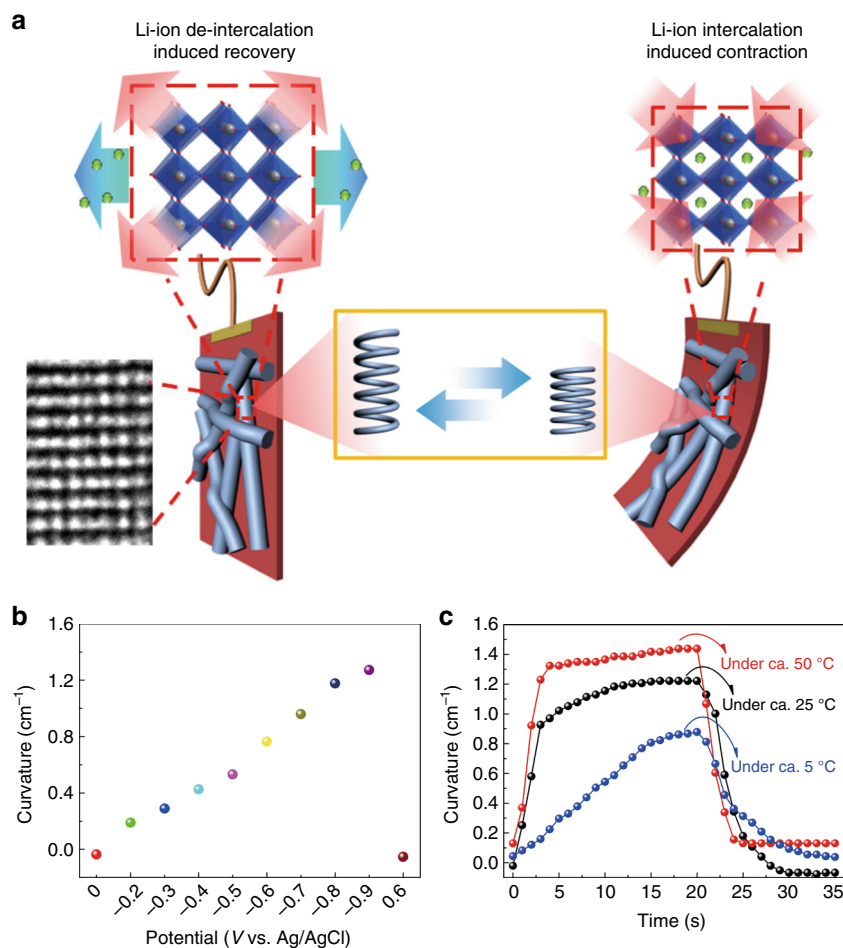 a
Li-ion de-intercalation
induced recovery
Li-ion intercalation
induced contraction
b
1.6
1.2
0.8
0.4
0.0
Curvature (cm⁻¹)
0
−0.2
−0.3
−0.4
−0.5
−0.6
−0.7
−0.8
−0.9
0.6
Potential (V vs. Ag/AgCl)
c
1.6
1.4
1.2
1.0
0.8
0.6
0.4
0.2
0.0
Curvature (cm⁻¹)
Under ca. 50 °C
Under ca. 25 °C
Under ca. 5 °C
0
5
10
15
20
25
30
35
Time (s)